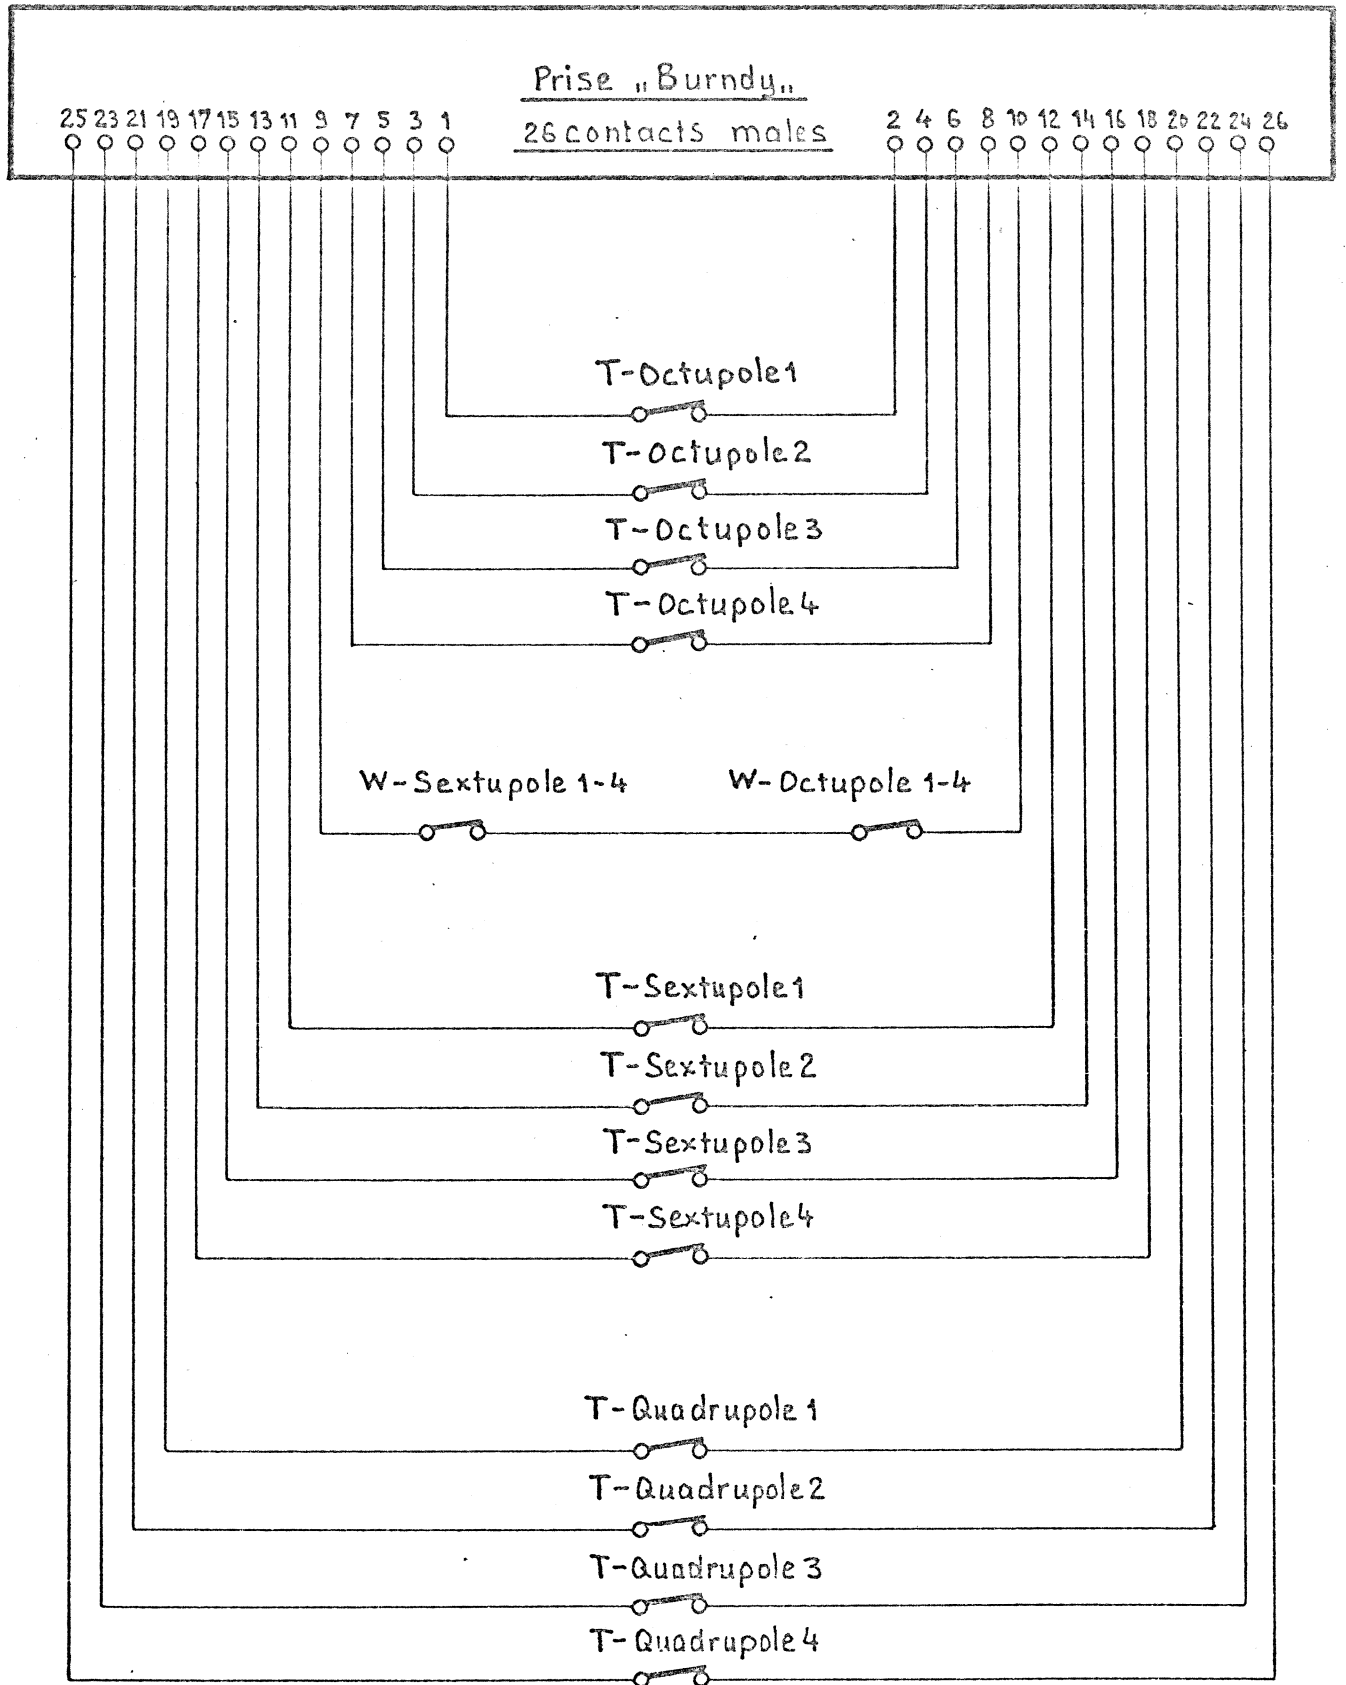 Prise „Burndy„
25 23 21 19 17 15 13 11 9 7 5 3 1
26 contacts males
2 4 6 8 10 12 14 16 18 20 22 24 26
T-Octupole 1
T-Octupole 2
T-Octupole 3
T-Octupole 4
W-Sextupole 1-4
W-Octupole 1-4
T-Sextupole 1
T-Sextupole 2
T-Sextupole 3
T-Sextupole 4
T-Quadrupole 1
T-Quadrupole 2
T-Quadrupole 3
T-Quadrupole 4